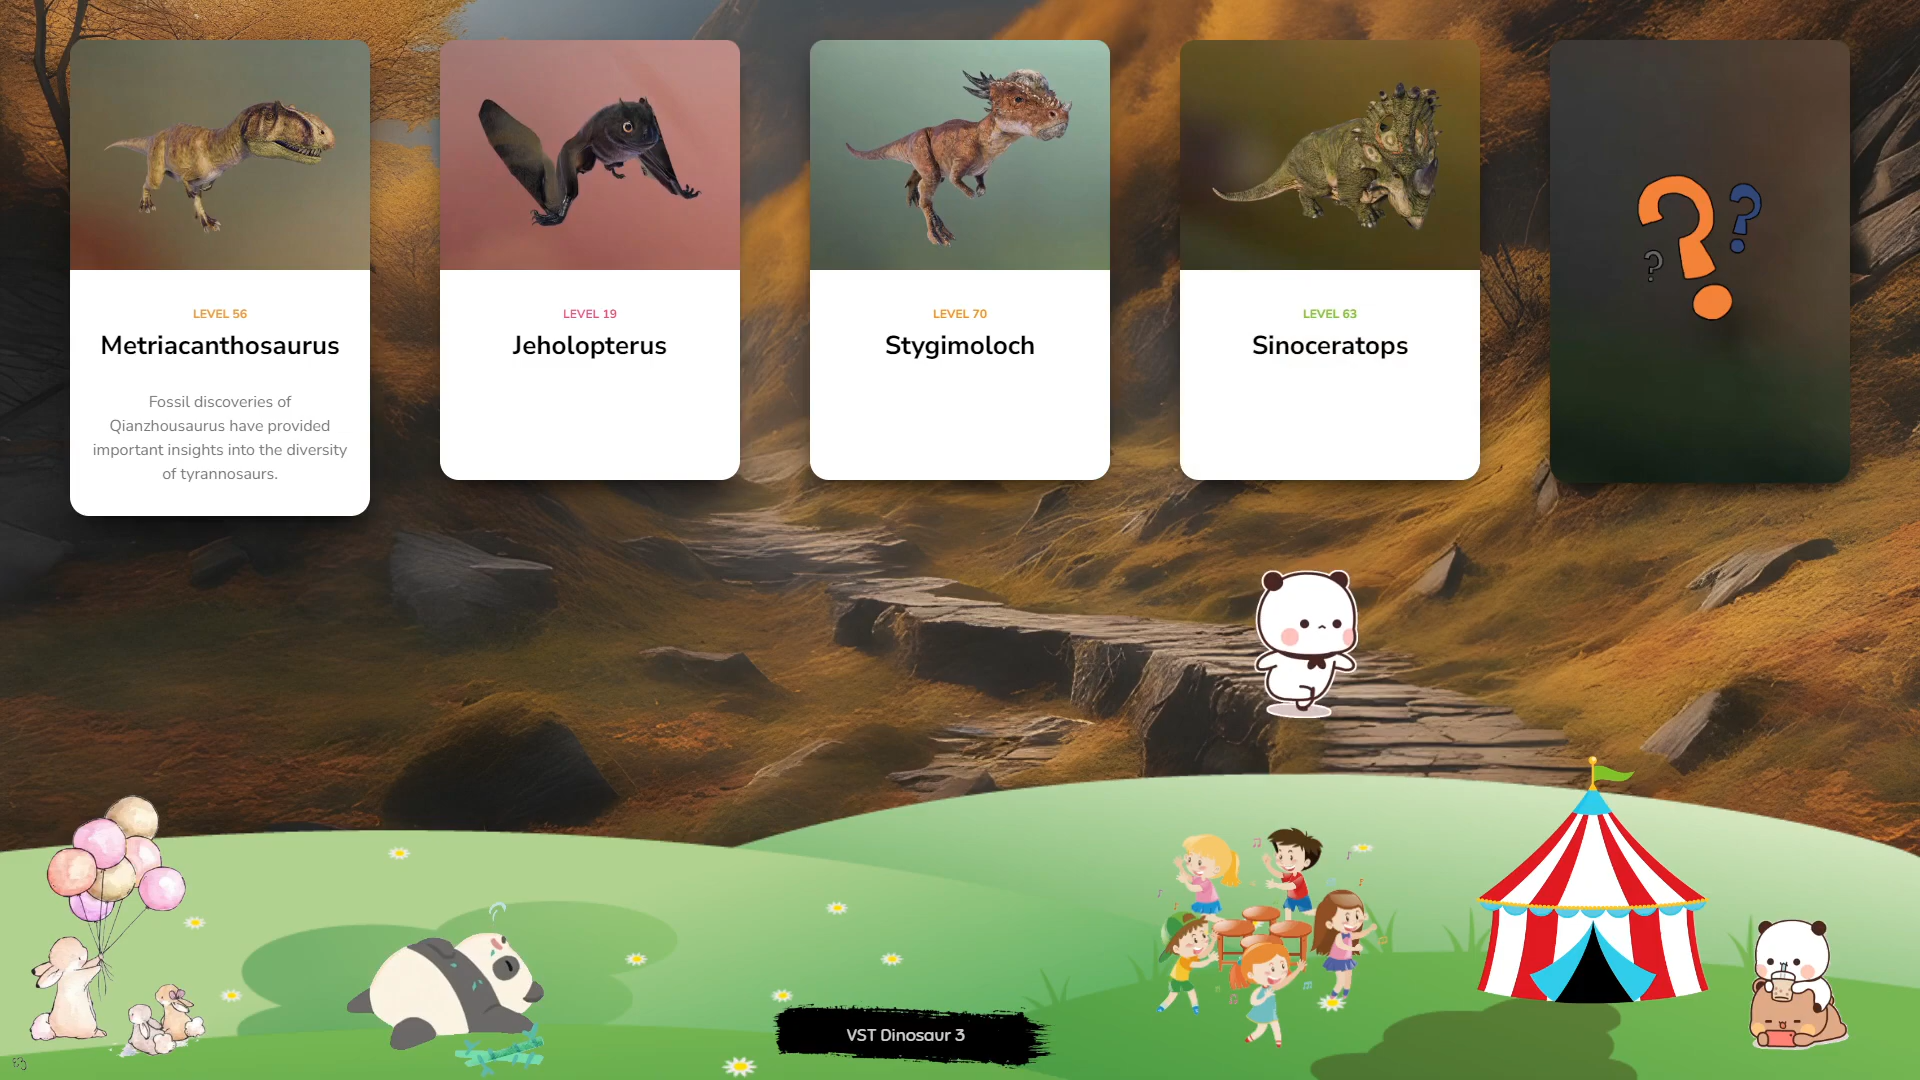 LEVEL 56
Metriacanthosaurus
Fossil discoveries of
Qianzhousaurus have provided
important insights into the diversity
of tyrannosaurs.
LEVEL 19
Jeholopterus
LEVEL 70
Stygimoloch
LEVEL 63
Sinoceratops
? ? ?
VST Dinosaur 3